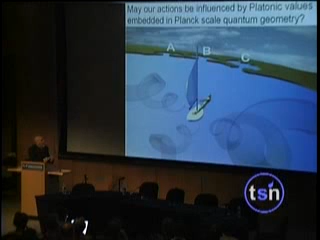 May our actions be influenced by Platonic values
embedded in Planck scale quantum geometry?
A B C
tsn